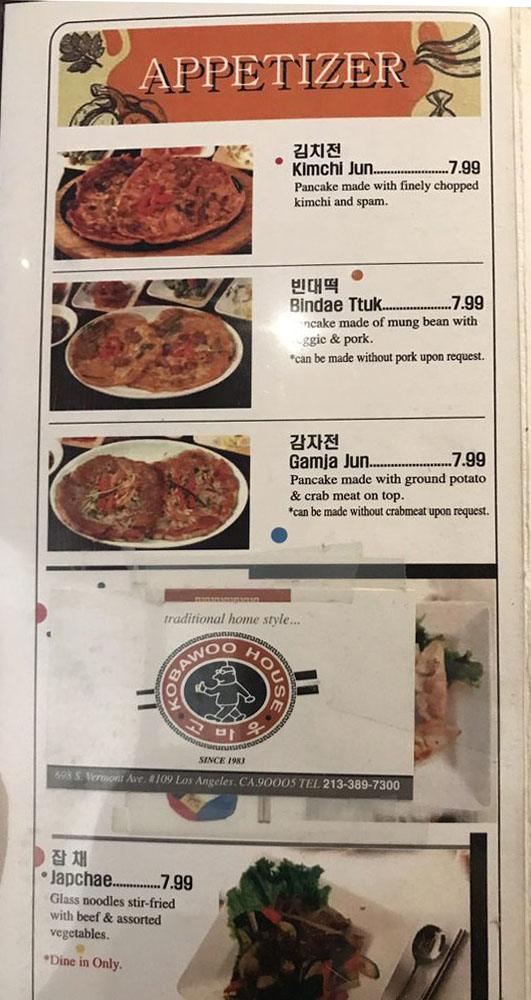 APPETIZER
김치전
Kimchi Jun......................7.99
Pancake made with finely chopped
kimchi and spam.
빈대떡
Bindae Ttuk....................7.99
made of mung bean with
& pork.
*can be made without pork upon request.
감자전
Gamja Jun........................7.99
Pancake made with ground potato
& crab meat on top.
*can be made without crabmeat upon request.
traditional home style...
KOBAWOO HOUSE
고바우
SINCE 1983
698 S. Vermont Ave. #109 Los Angeles. CA.90005 TEL 213-389-7300
잡 채
Japchae..............7.99
Glass noodles stir-fried
with beef & assorted
vegetables.
*Dine in Only.